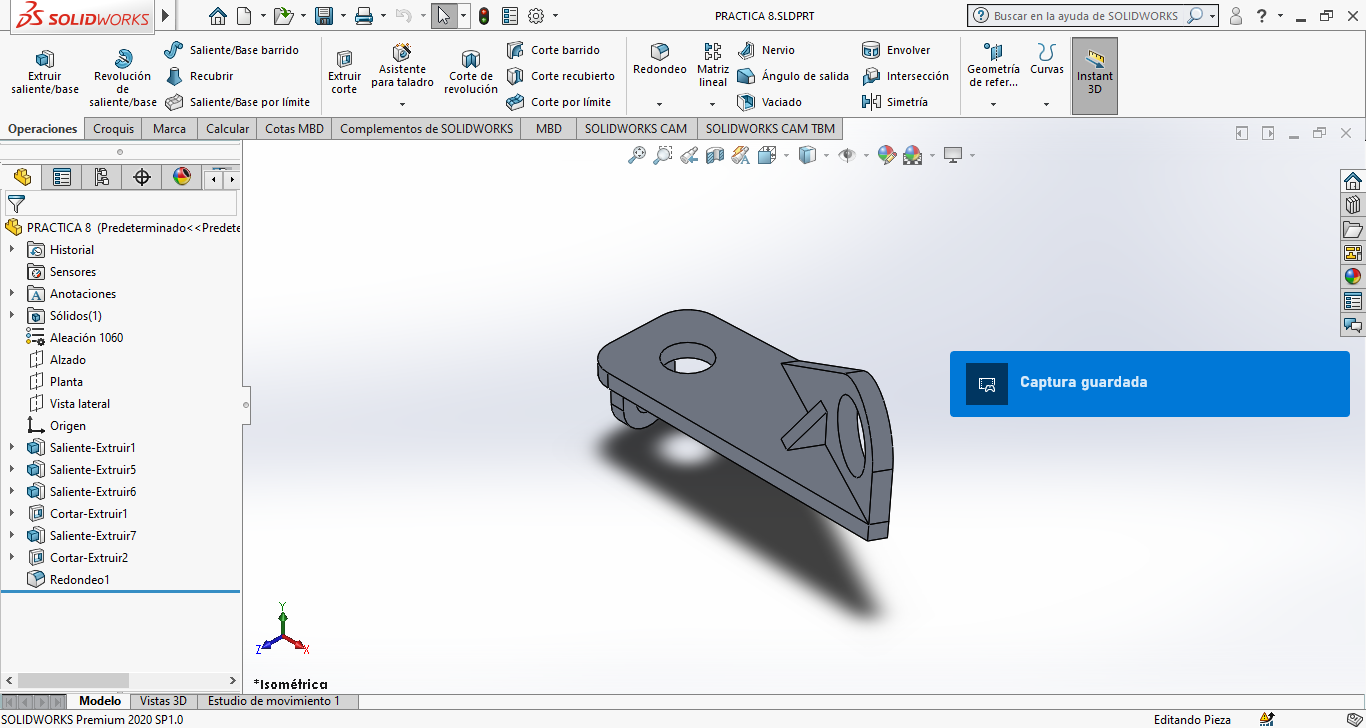 SOLIDWORKS
PRACTICA 8.SLDPRT
Buscar en la ayuda de SOLIDWORKS
Extruir
saliente/base
Revolución
de
saliente/base
Saliente/Base barrido
Recubrir
Saliente/Base por límite
Extruir
corte
Asistente
para taladro
Corte de
revolución
Corte barrido
Corte recubierto
Corte por límite
Redondeo
Matriz
lineal
Nervio
Ángulo de salida
Vaciado
Envolver
Intersección
Simetría
Geometría
de refer...
Curvas
Instant
3D
Operaciones
Croquis
Marca
Calcular
Cotas MBD
Complementos de SOLIDWORKS
MBD
SOLIDWORKS CAM
SOLIDWORKS CAM TBM
PRACTICA 8 (Predeterminado<<Predete
Historial
Sensores
Anotaciones
Sólidos(1)
Aleación 1060
Alzado
Planta
Vista lateral
Origen
Saliente-Extruir1
Saliente-Extruir5
Saliente-Extruir6
Cortar-Extruir1
Saliente-Extruir7
Cortar-Extruir2
Redondeo1
Captura guardada
Y
Z
X
*Isométrica
Modelo
Vistas 3D
Estudio de movimiento 1
SOLIDWORKS Premium 2020 SP1.0
Editando Pieza